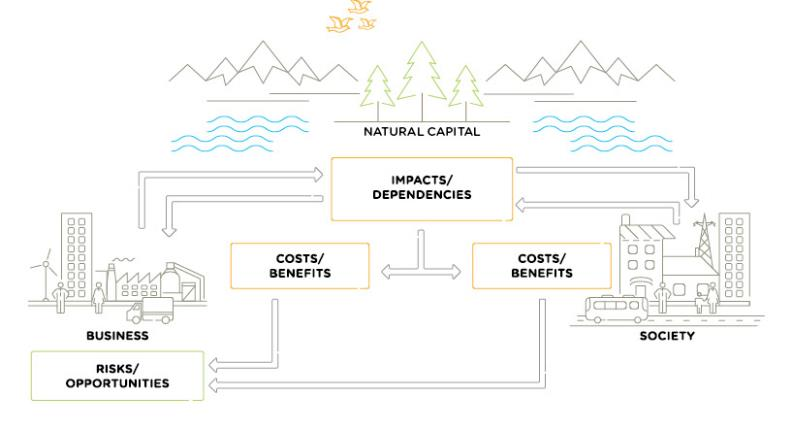 NATURAL CAPITAL
IMPACTS/
DEPENDENCIES
COSTS/
BENEFITS
COSTS/
BENEFITS
BUSINESS
SOCIETY
RISKS/
OPPORTUNITIES